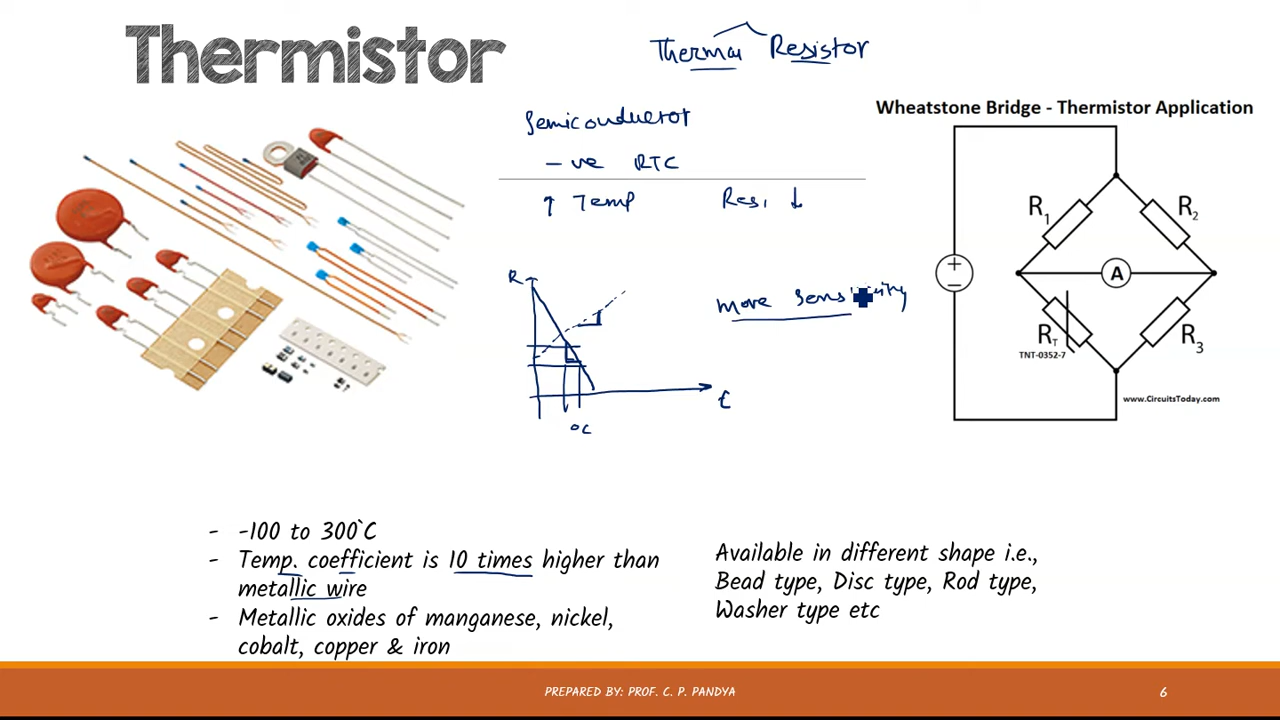 Thermistor
Thermal Resistor
Semiconductor
-ve RTC
↑ Temp Resi ↓
R
t
°C
more sensitivity
Wheatstone Bridge - Thermistor Application
R1
R2
+
−
A
RT
R3
TNT-0352-7
www.CircuitsToday.com
- -100 to 300`C
- Temp. coefficient is 10 times higher than
metallic wire
- Metallic oxides of manganese, nickel,
cobalt, copper & iron
Available in different shape i.e.,
Bead type, Disc type, Rod type,
Washer type etc
PREPARED BY: PROF. C. P. PANDYA
6